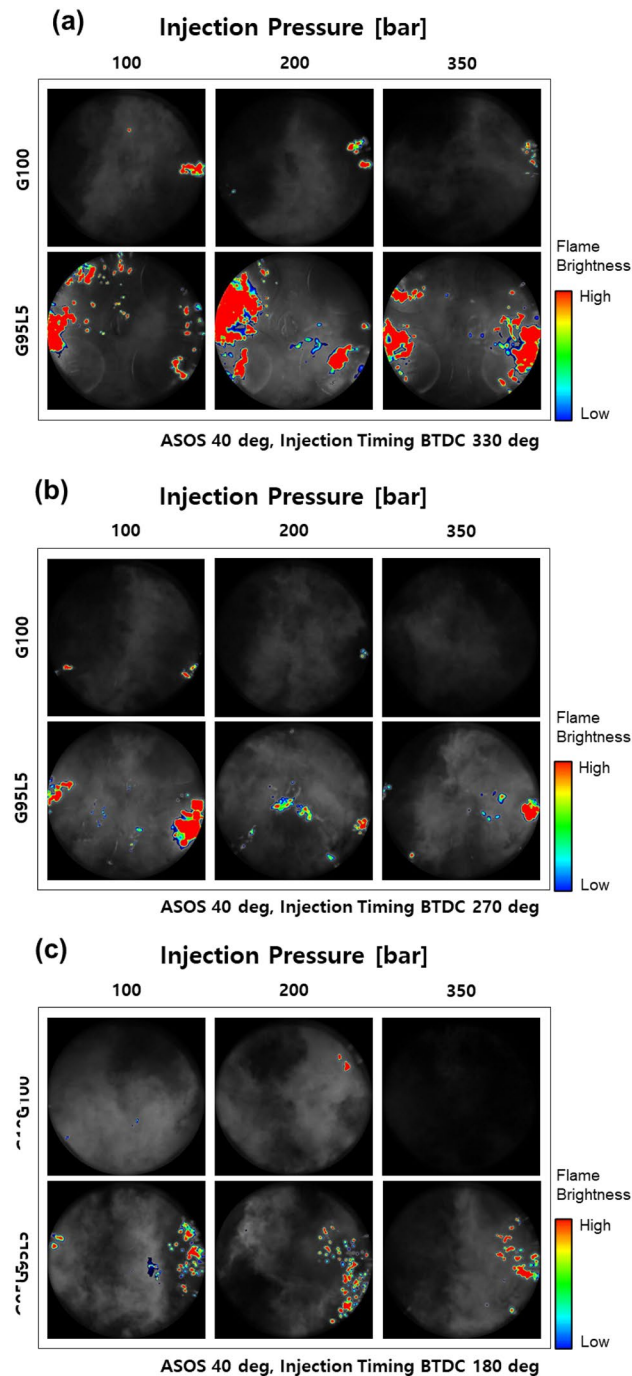 (a)
Injection Pressure [bar]
100 200 350
G100
G95L5
Flame
Brightness
High
Low
ASOS 40 deg, Injection Timing BTDC 330 deg
(b)
Injection Pressure [bar]
100 200 350
G100
G95L5
Flame
Brightness
High
Low
ASOS 40 deg, Injection Timing BTDC 270 deg
(c)
Injection Pressure [bar]
100 200 350
Flame
Brightness
High
Low
ASOS 40 deg, Injection Timing BTDC 180 deg